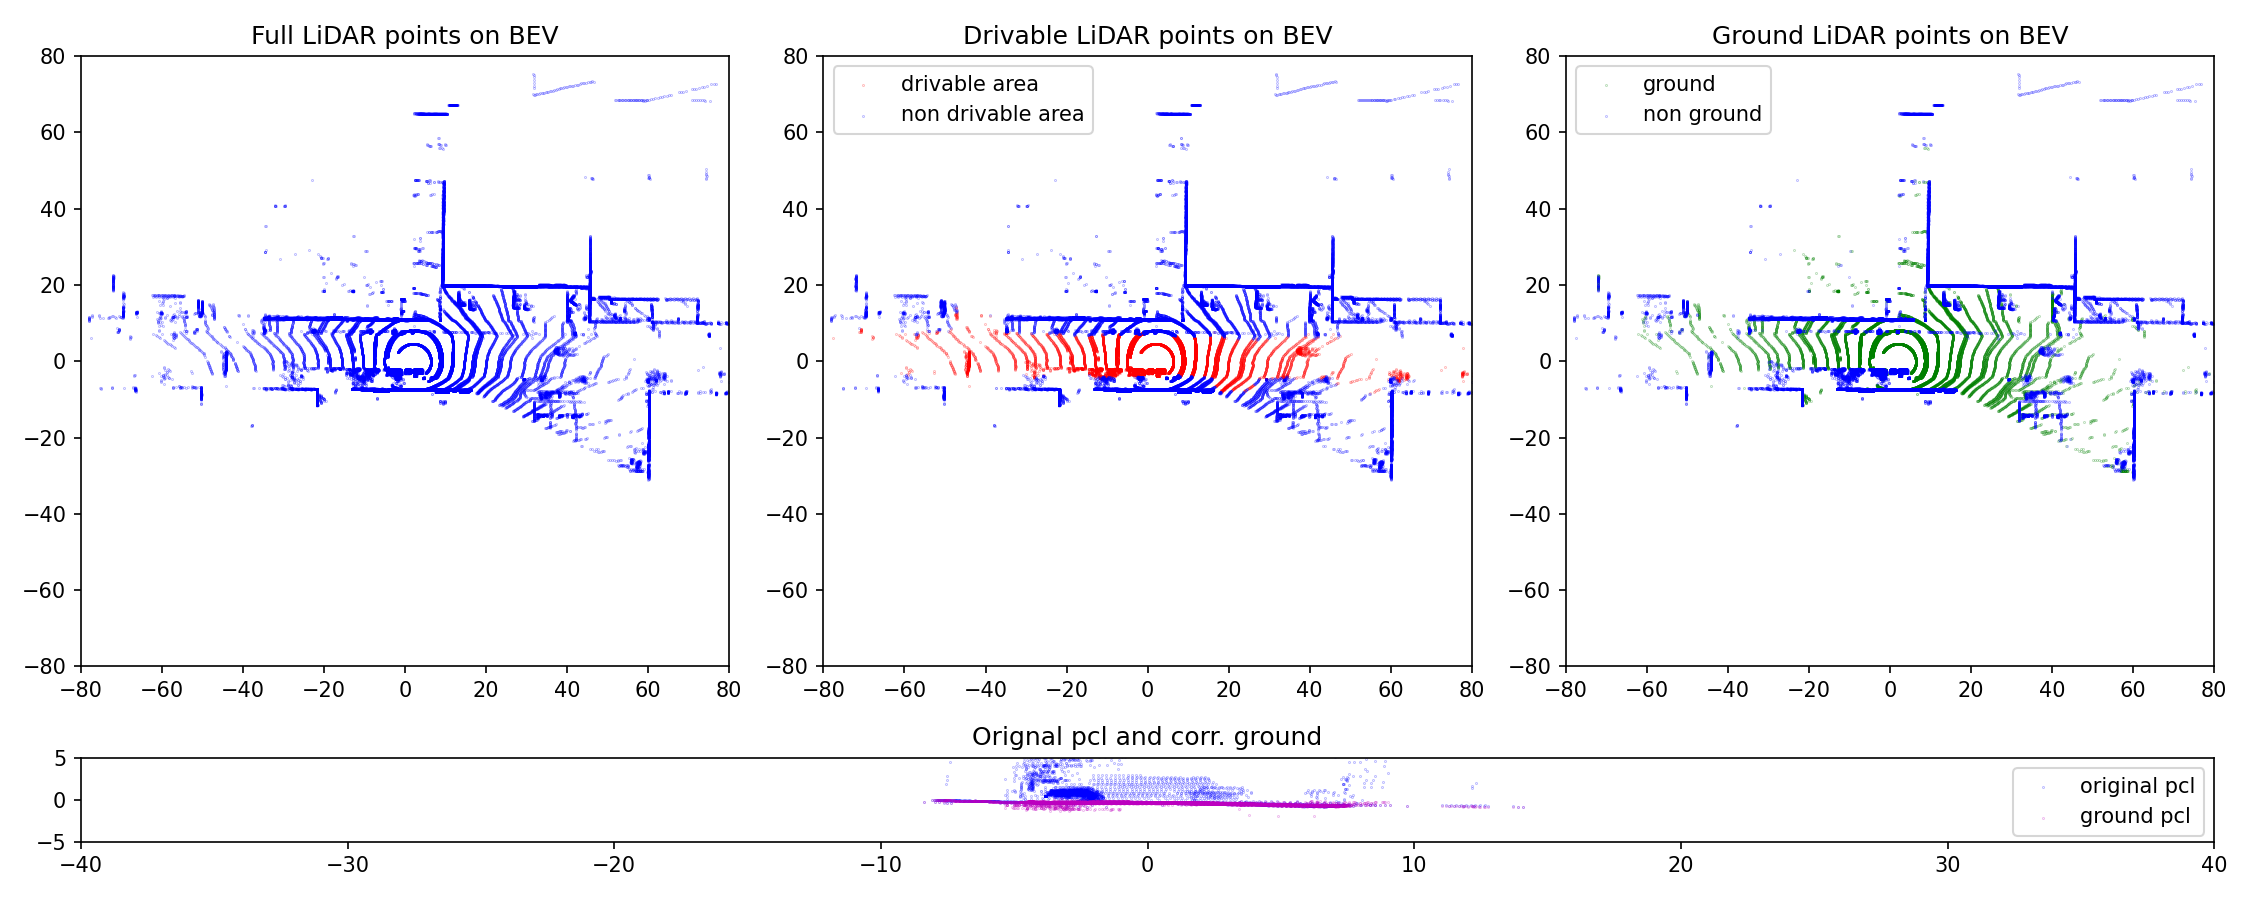 Full LiDAR points on BEV
Drivable LiDAR points on BEV
Ground LiDAR points on BEV
80
60
40
20
0
−20
−40
−60
−80
−80 −60 −40 −20 0 20 40 60 80
drivable area
non drivable area
80
60
40
20
0
−20
−40
−60
−80
−80 −60 −40 −20 0 20 40 60 80
ground
non ground
80
60
40
20
0
−20
−40
−60
−80
−80 −60 −40 −20 0 20 40 60 80
Orignal pcl and corr. ground
5
0
−5
original pcl
ground pcl
−40 −30 −20 −10 0 10 20 30 40